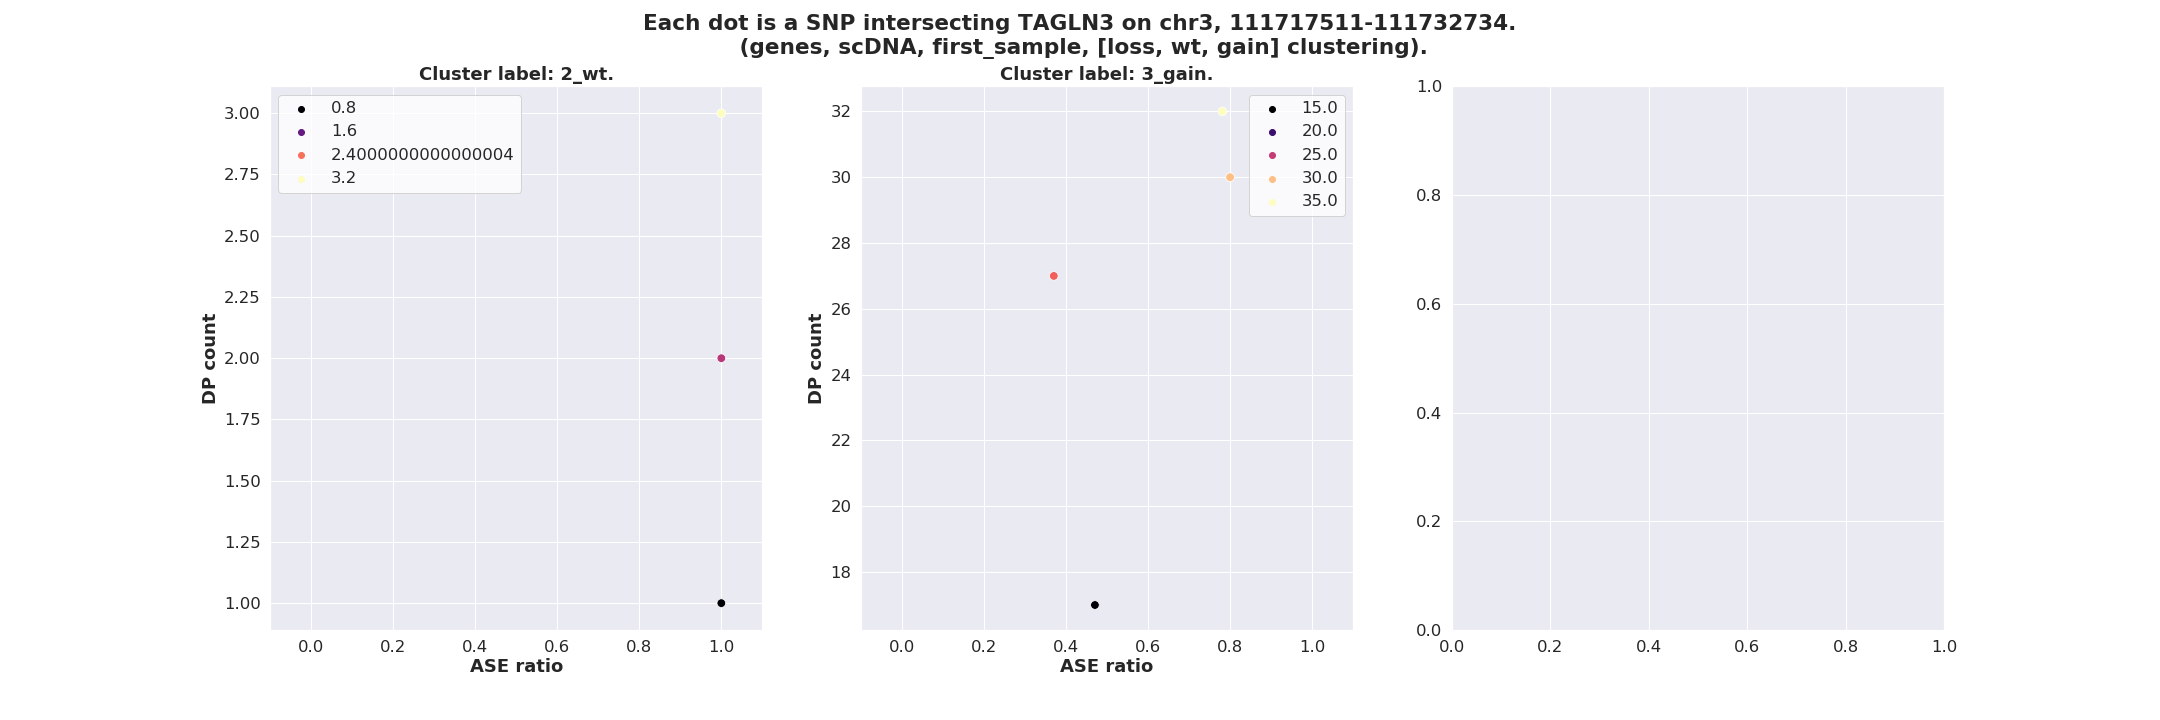 Each dot is a SNP intersecting TAGLN3 on chr3, 111717511-111732734.
(genes, scDNA, first_sample, [loss, wt, gain] clustering).
Cluster label: 2_wt.
0.8
1.6
2.4000000000000004
3.2
3.00
2.75
2.50
2.25
2.00
1.75
1.50
1.25
1.00
DP count
0.0 0.2 0.4 0.6 0.8 1.0
ASE ratio
Cluster label: 3_gain.
15.0
20.0
25.0
30.0
35.0
32
30
28
26
24
22
20
18
DP count
0.0 0.2 0.4 0.6 0.8 1.0
ASE ratio
1.0
0.8
0.6
0.4
0.2
0.0
0.0 0.2 0.4 0.6 0.8 1.0